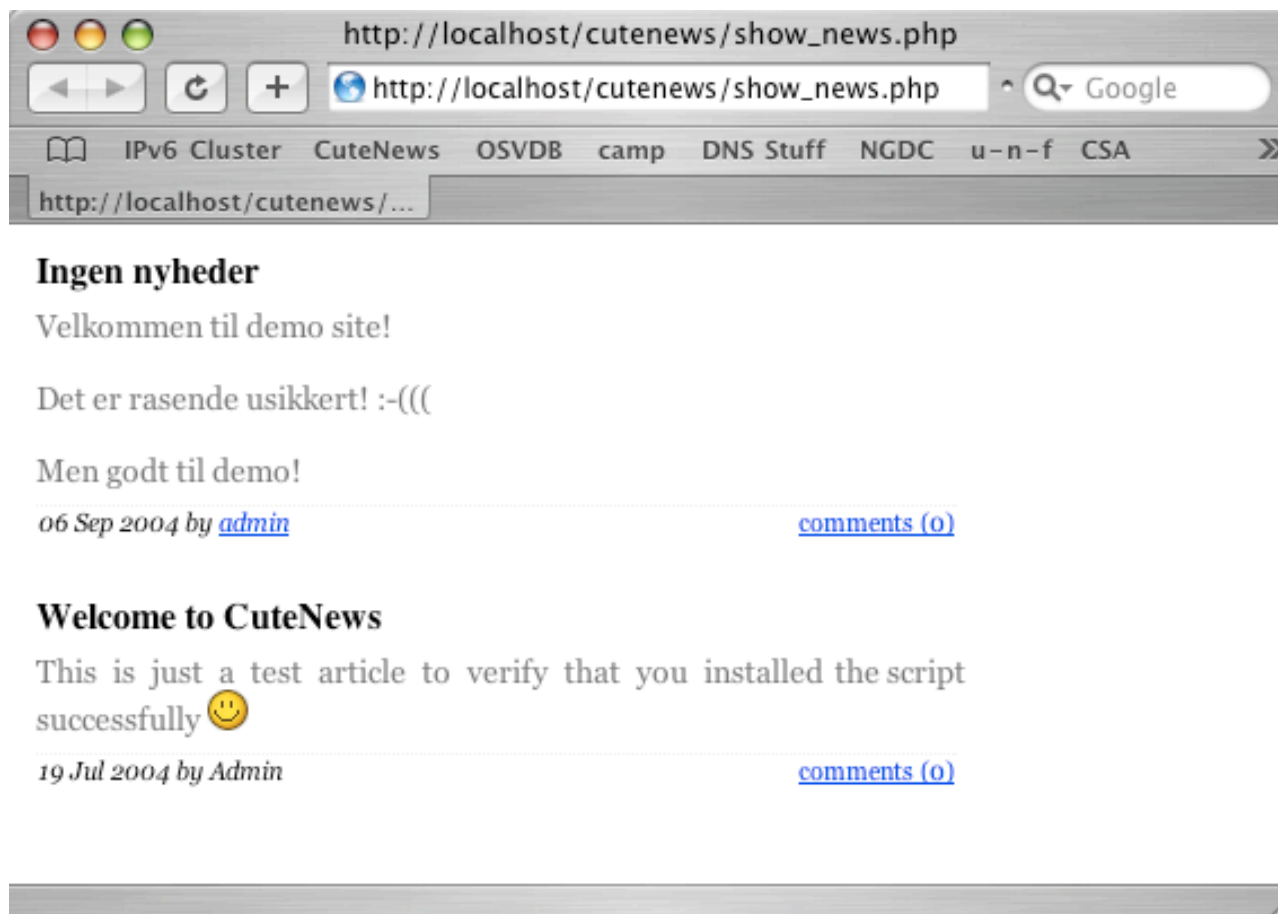 http://localhost/cutenews/show_news.php
http://localhost/cutenews/show_news.php Google
IPv6 Cluster CuteNews OSVDB camp DNS Stuff NGDC u-n-f CSA
http://localhost/cutenews/...
Ingen nyheder
Velkommen til demo site!
Det er rasende usikkert! :-(((
Men godt til demo!
06 Sep 2004 by admin comments (0)
Welcome to CuteNews
This is just a test article to verify that you installed the script
successfully
19 Jul 2004 by Admin comments (0)